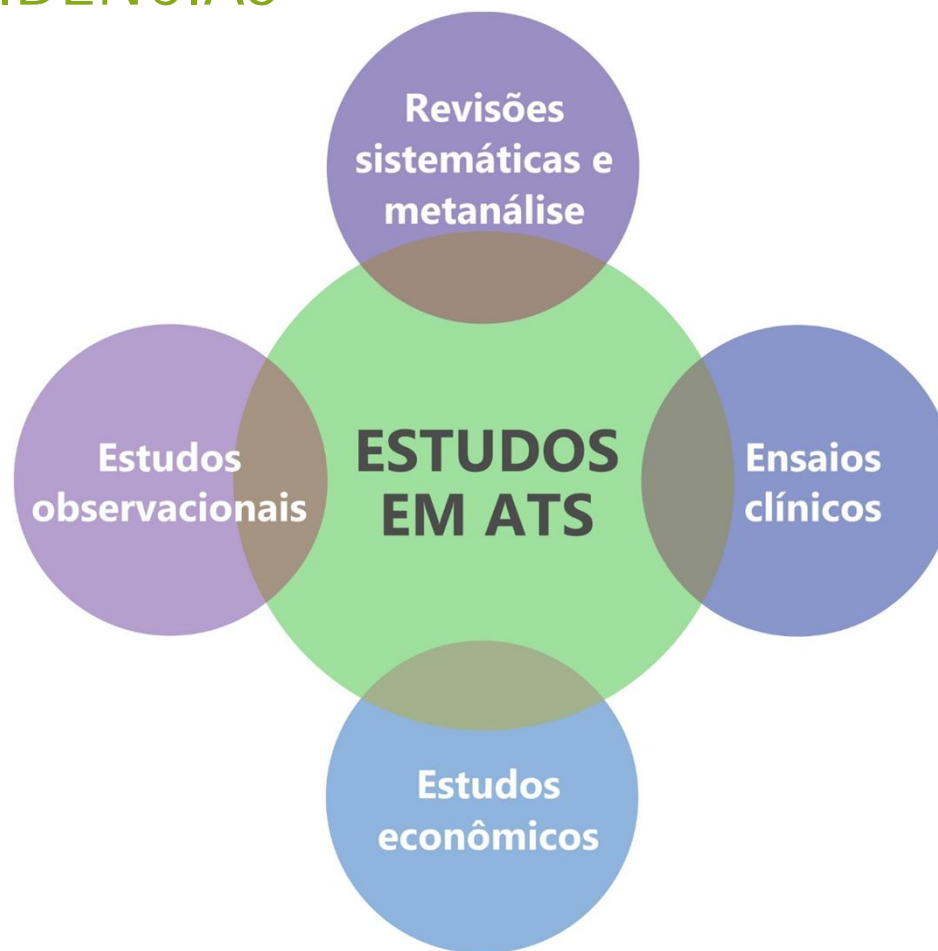 Revisões
sistemáticas e
metanálise
Estudos
observacionais
ESTUDOS
EM ATS
Ensaios
clínicos
Estudos
econômicos